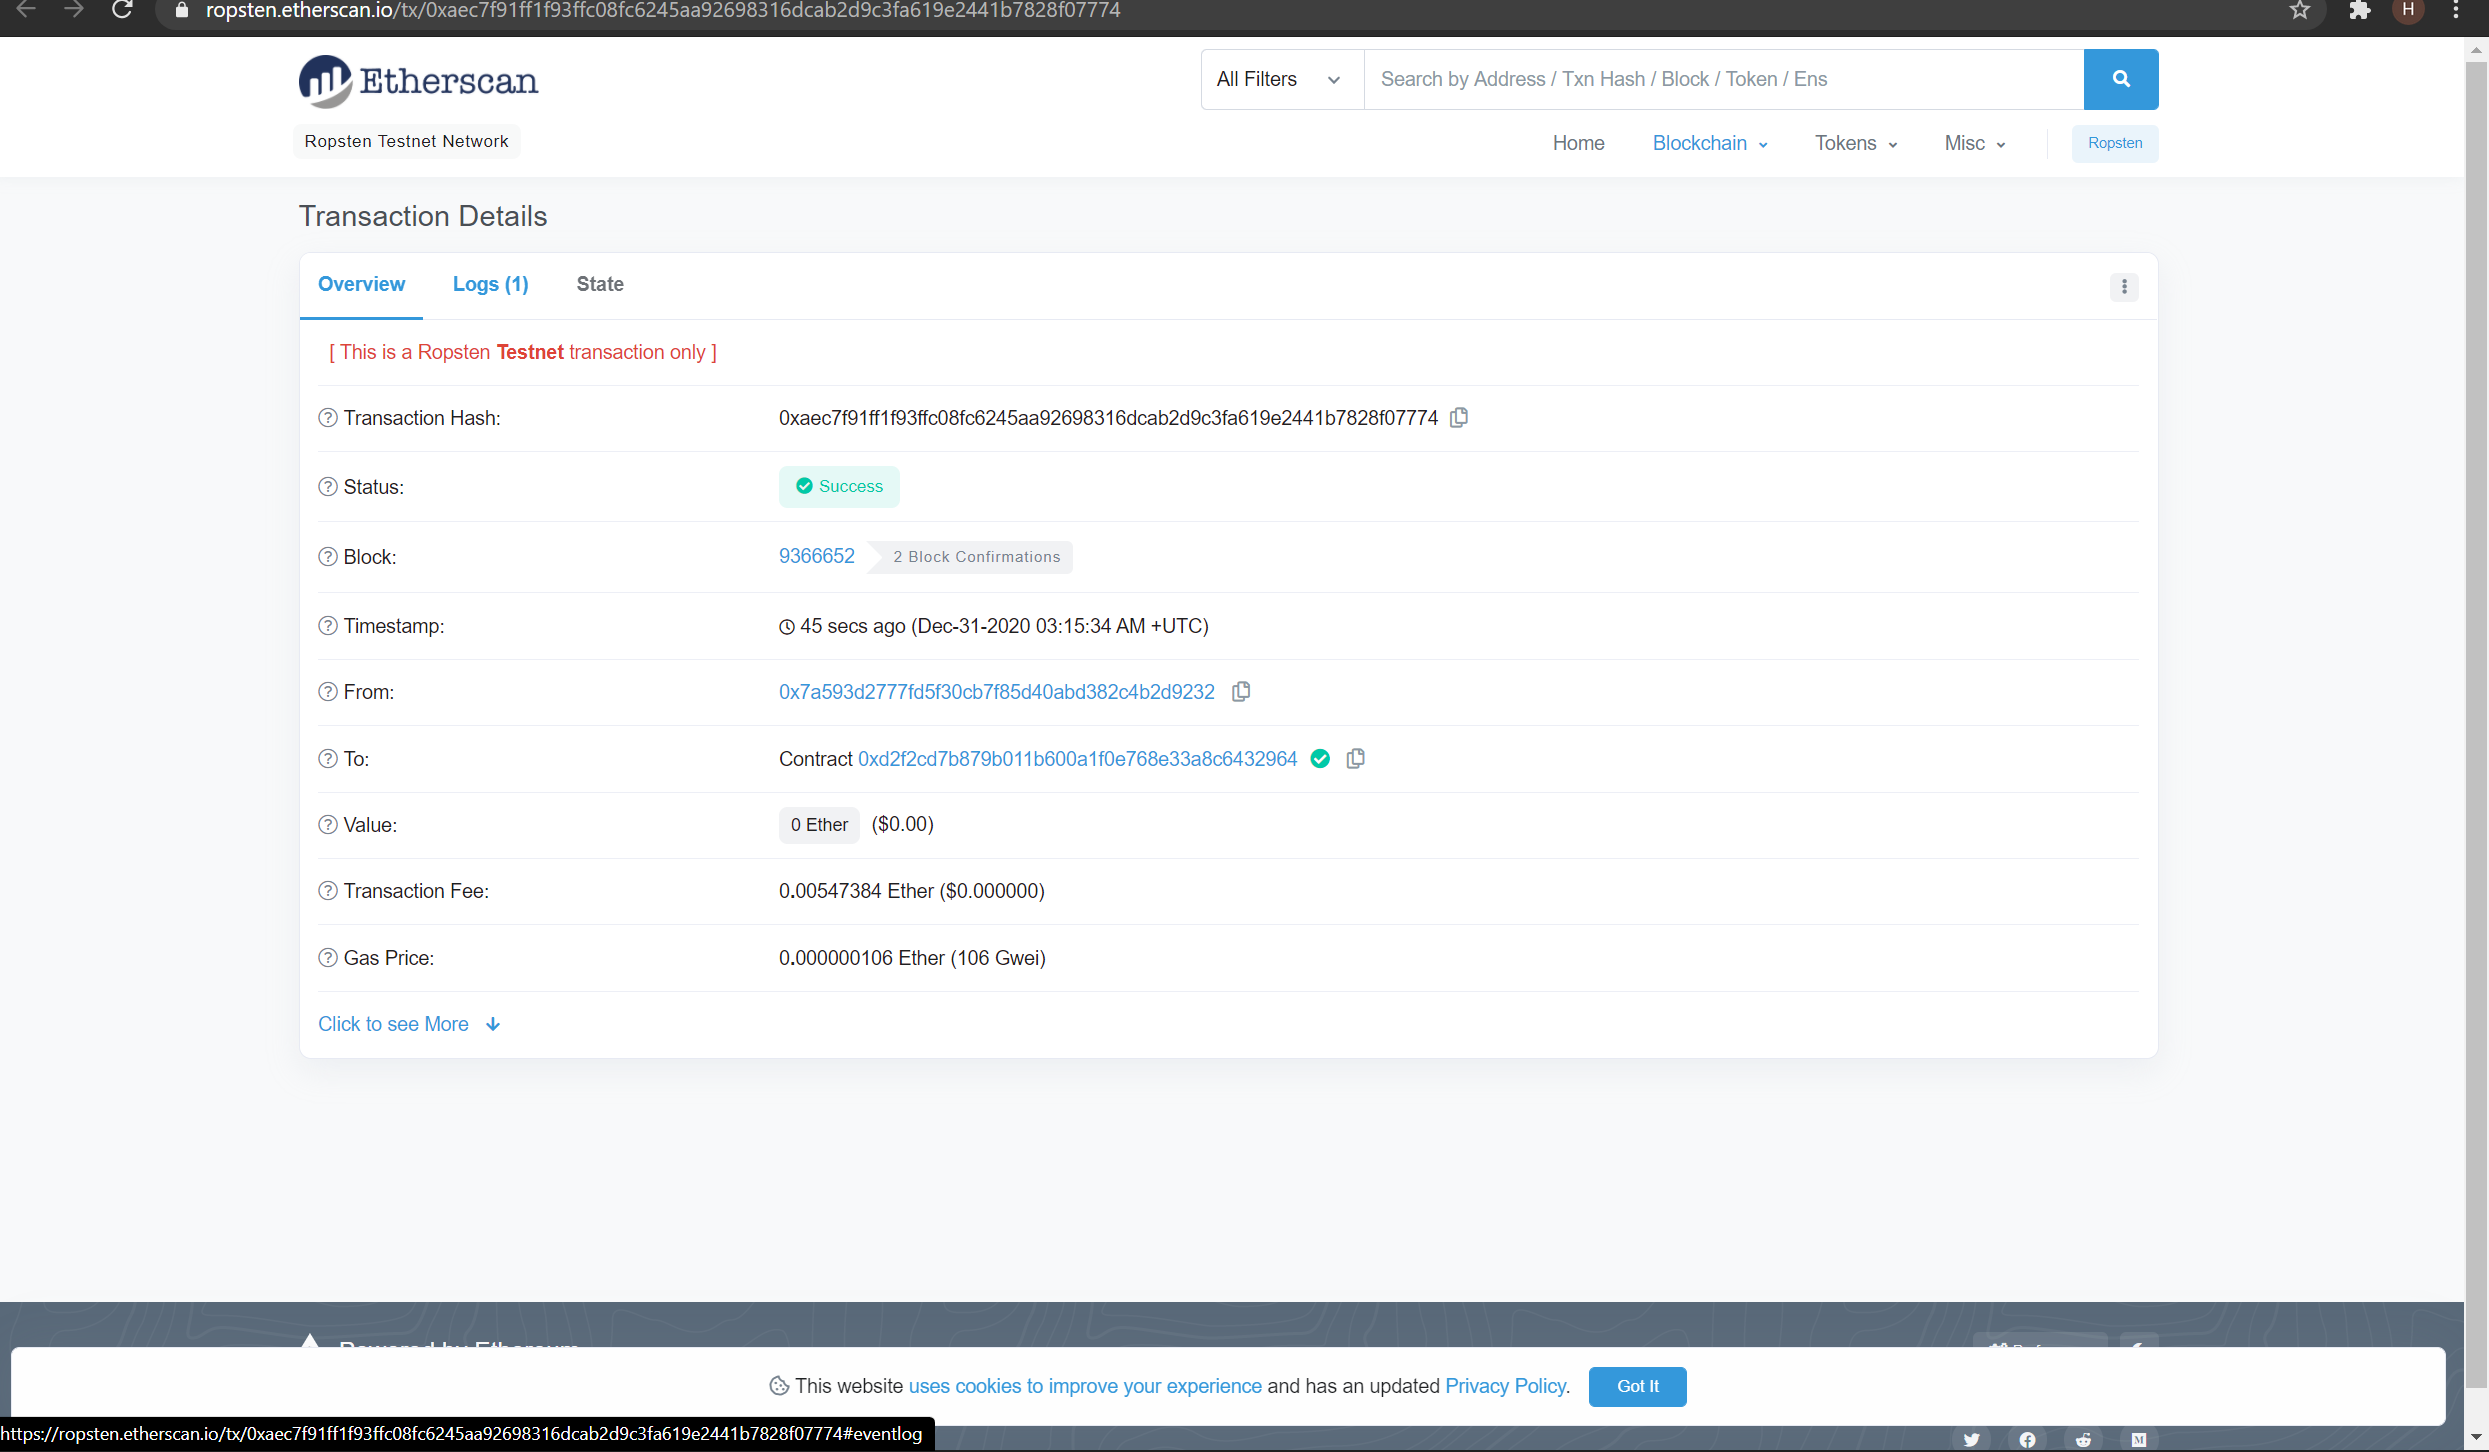 ropsten.etherscan.io/tx/0xaec7f91ff1f93ffc08fc6245aa92698316dcab2d9c3fa619e2441b7828f07774
H
Etherscan
All Filters
Search by Address / Txn Hash / Block / Token / Ens
Ropsten Testnet Network
Home
Blockchain
Tokens
Misc
Ropsten
Transaction Details
Overview
Logs (1)
State
[ This is a Ropsten Testnet transaction only ]
Transaction Hash:
0xaec7f91ff1f93ffc08fc6245aa92698316dcab2d9c3fa619e2441b7828f07774
Status:
Success
Block:
9366652
2 Block Confirmations
Timestamp:
45 secs ago (Dec-31-2020 03:15:34 AM +UTC)
From:
0x7a593d2777fd5f30cb7f85d40abd382c4b2d9232
To:
Contract 0xd2f2cd7b879b011b600a1f0e768e33a8c6432964
Value:
0 Ether
($0.00)
Transaction Fee:
0.00547384 Ether ($0.000000)
Gas Price:
0.000000106 Ether (106 Gwei)
Click to see More
Powered by Ethereum
This website uses cookies to improve your experience and has an updated Privacy Policy.
Got It
https://ropsten.etherscan.io/tx/0xaec7f91ff1f93ffc08fc6245aa92698316dcab2d9c3fa619e2441b7828f07774#eventlog